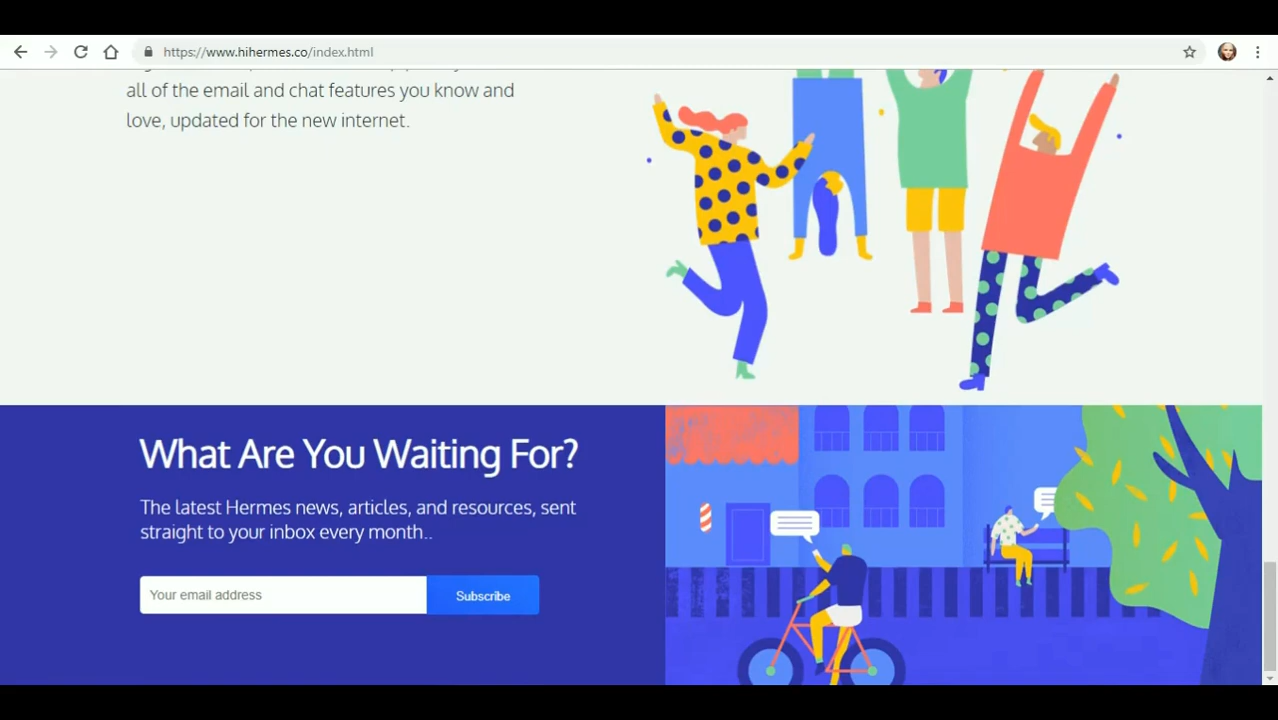 https://www.hihermes.co/index.html
all of the email and chat features you know and
love, updated for the new internet.
What Are You Waiting For?
The latest Hermes news, articles, and resources, sent
straight to your inbox every month..
Your email address
Subscribe